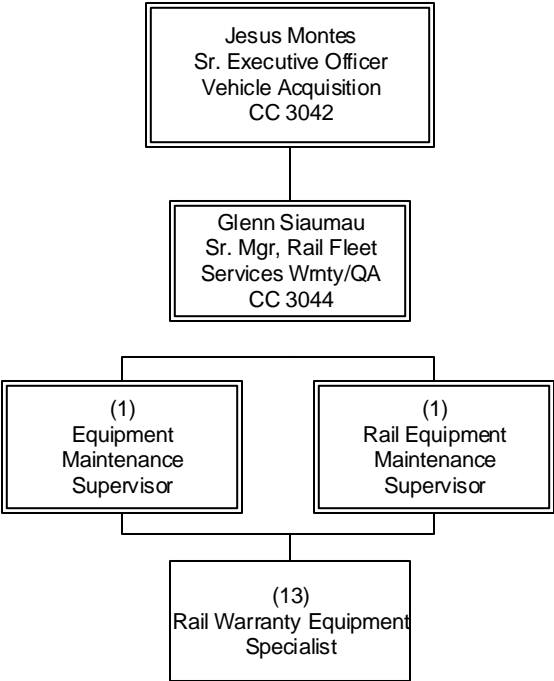 Jesus Montes
Sr. Executive Officer
Vehicle Acquisition
CC 3042
Glenn Siaumau
Sr. Mgr, Rail Fleet
Services Wrnty/QA
CC 3044
(1)
Equipment
Maintenance
Supervisor
(1)
Rail Equipment
Maintenance
Supervisor
(13)
Rail Warranty Equipment
Specialist